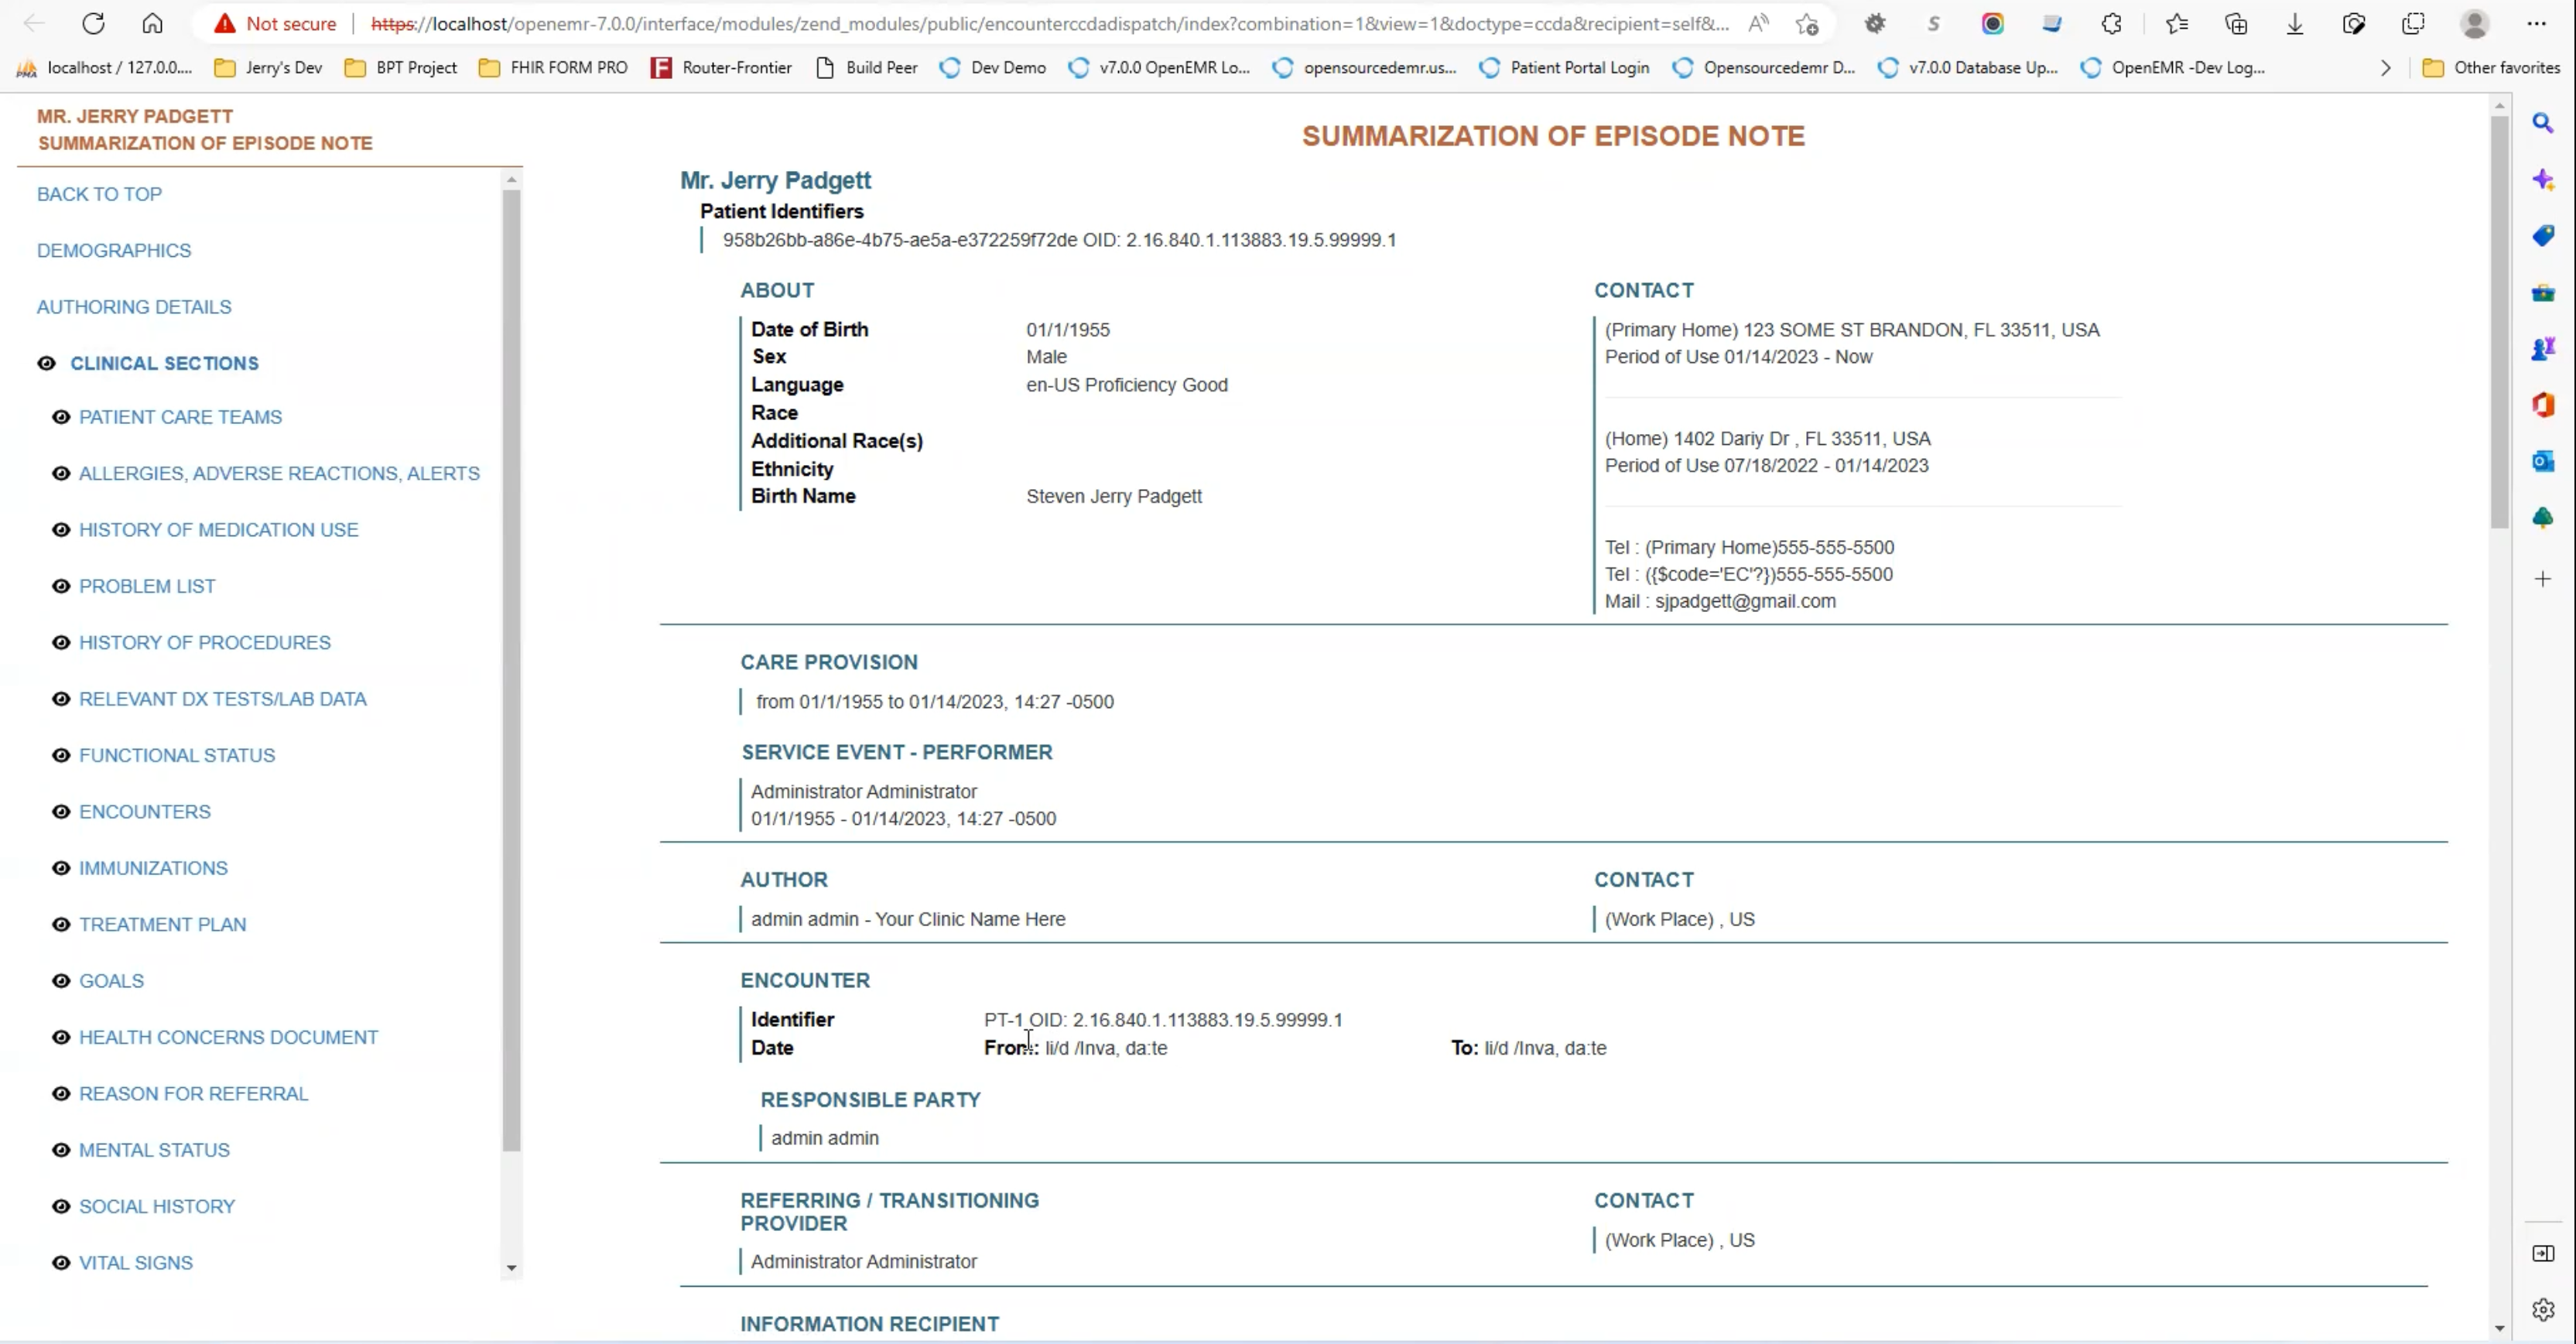 Not secure
https://localhost/openemr-7.0.0/interface/modules/zend_modules/public/encounterccdadispatch/index?combination=1&view=1&doctype=ccda&recipient=self&...
localhost / 127.0.0.... Jerry's Dev BPT Project FHIR FORM PRO Router-Frontier Build Peer Dev Demo v7.0.0 OpenEMR Lo... opensourcedemr.us... Patient Portal Login Opensourcedemr D... v7.0.0 Database Up... OpenEMR -Dev Log... Other favorites
MR. JERRY PADGETT
SUMMARIZATION OF EPISODE NOTE
BACK TO TOP
DEMOGRAPHICS
AUTHORING DETAILS
CLINICAL SECTIONS
PATIENT CARE TEAMS
ALLERGIES, ADVERSE REACTIONS, ALERTS
HISTORY OF MEDICATION USE
PROBLEM LIST
HISTORY OF PROCEDURES
RELEVANT DX TESTS/LAB DATA
FUNCTIONAL STATUS
ENCOUNTERS
IMMUNIZATIONS
TREATMENT PLAN
GOALS
HEALTH CONCERNS DOCUMENT
REASON FOR REFERRAL
MENTAL STATUS
SOCIAL HISTORY
VITAL SIGNS
SUMMARIZATION OF EPISODE NOTE
Mr. Jerry Padgett
Patient Identifiers
958b26bb-a86e-4b75-ae5a-e372259f72de OID: 2.16.840.1.113883.19.5.99999.1
ABOUT
Date of Birth 01/1/1955
Sex Male
Language en-US Proficiency Good
Race
Additional Race(s)
Ethnicity
Birth Name Steven Jerry Padgett
CONTACT
(Primary Home) 123 SOME ST BRANDON, FL 33511, USA
Period of Use 01/14/2023 - Now
(Home) 1402 Dariy Dr , FL 33511, USA
Period of Use 07/18/2022 - 01/14/2023
Tel : (Primary Home)555-555-5500
Tel : ({$code='EC'?})555-555-5500
Mail : sjpadgett@gmail.com
CARE PROVISION
from 01/1/1955 to 01/14/2023, 14:27 -0500
SERVICE EVENT - PERFORMER
Administrator Administrator
01/1/1955 - 01/14/2023, 14:27 -0500
AUTHOR
admin admin - Your Clinic Name Here
CONTACT
(Work Place) , US
ENCOUNTER
Identifier PT-1 OID: 2.16.840.1.113883.19.5.99999.1
Date From: li/d /Inva, da:te To: li/d /Inva, da:te
RESPONSIBLE PARTY
admin admin
REFERRING / TRANSITIONING
PROVIDER
Administrator Administrator
CONTACT
(Work Place) , US
INFORMATION RECIPIENT